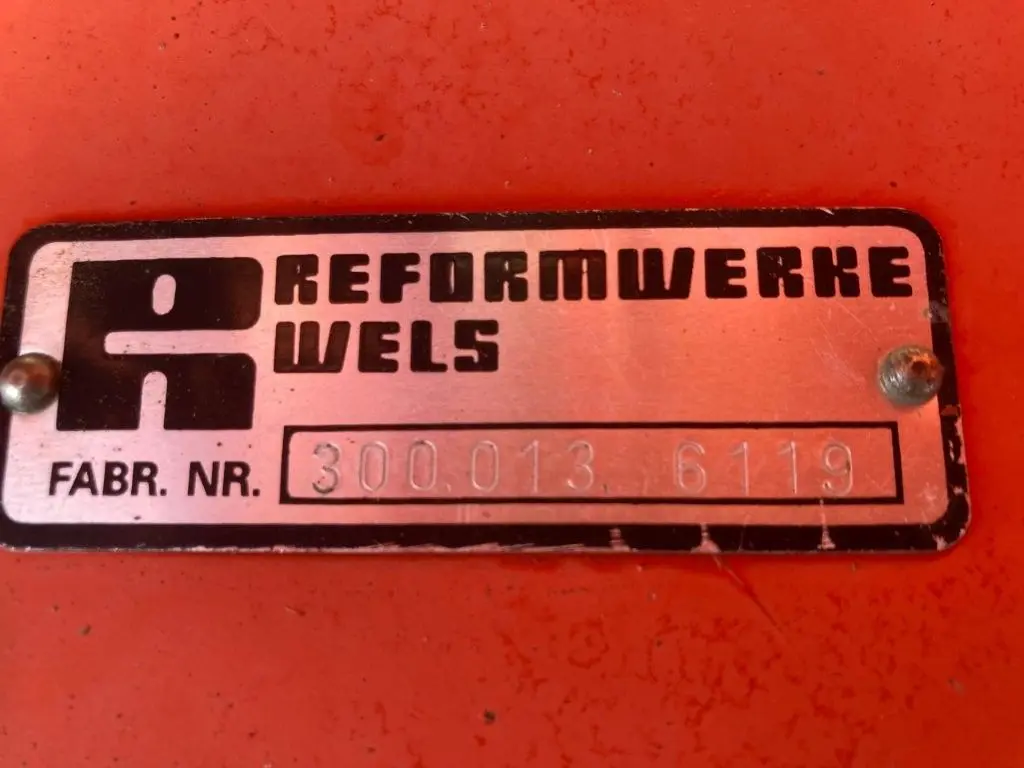 REFORMWERKE
WELS
FABR. NR. 300.013. 6119